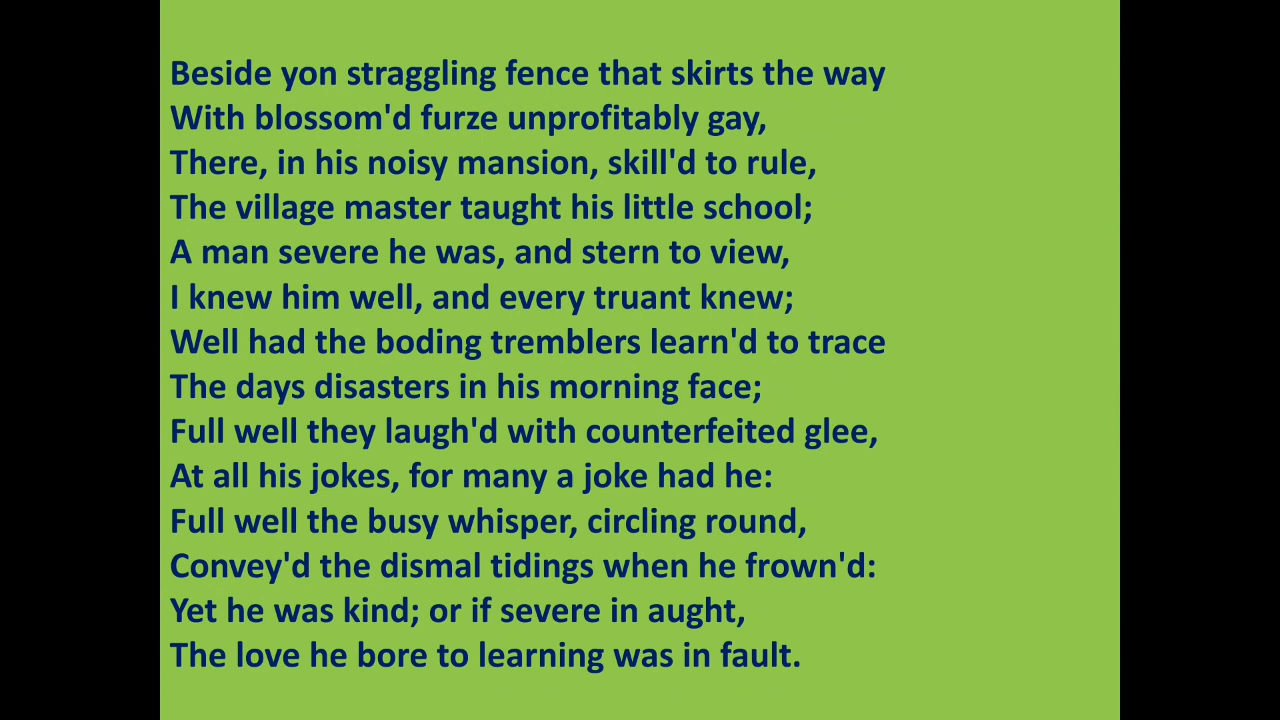 Beside yon straggling fence that skirts the way
With blossom'd furze unprofitably gay,
There, in his noisy mansion, skill'd to rule,
The village master taught his little school;
A man severe he was, and stern to view,
I knew him well, and every truant knew;
Well had the boding tremblers learn'd to trace
The days disasters in his morning face;
Full well they laugh'd with counterfeited glee,
At all his jokes, for many a joke had he:
Full well the busy whisper, circling round,
Convey'd the dismal tidings when he frown'd:
Yet he was kind; or if severe in aught,
The love he bore to learning was in fault.